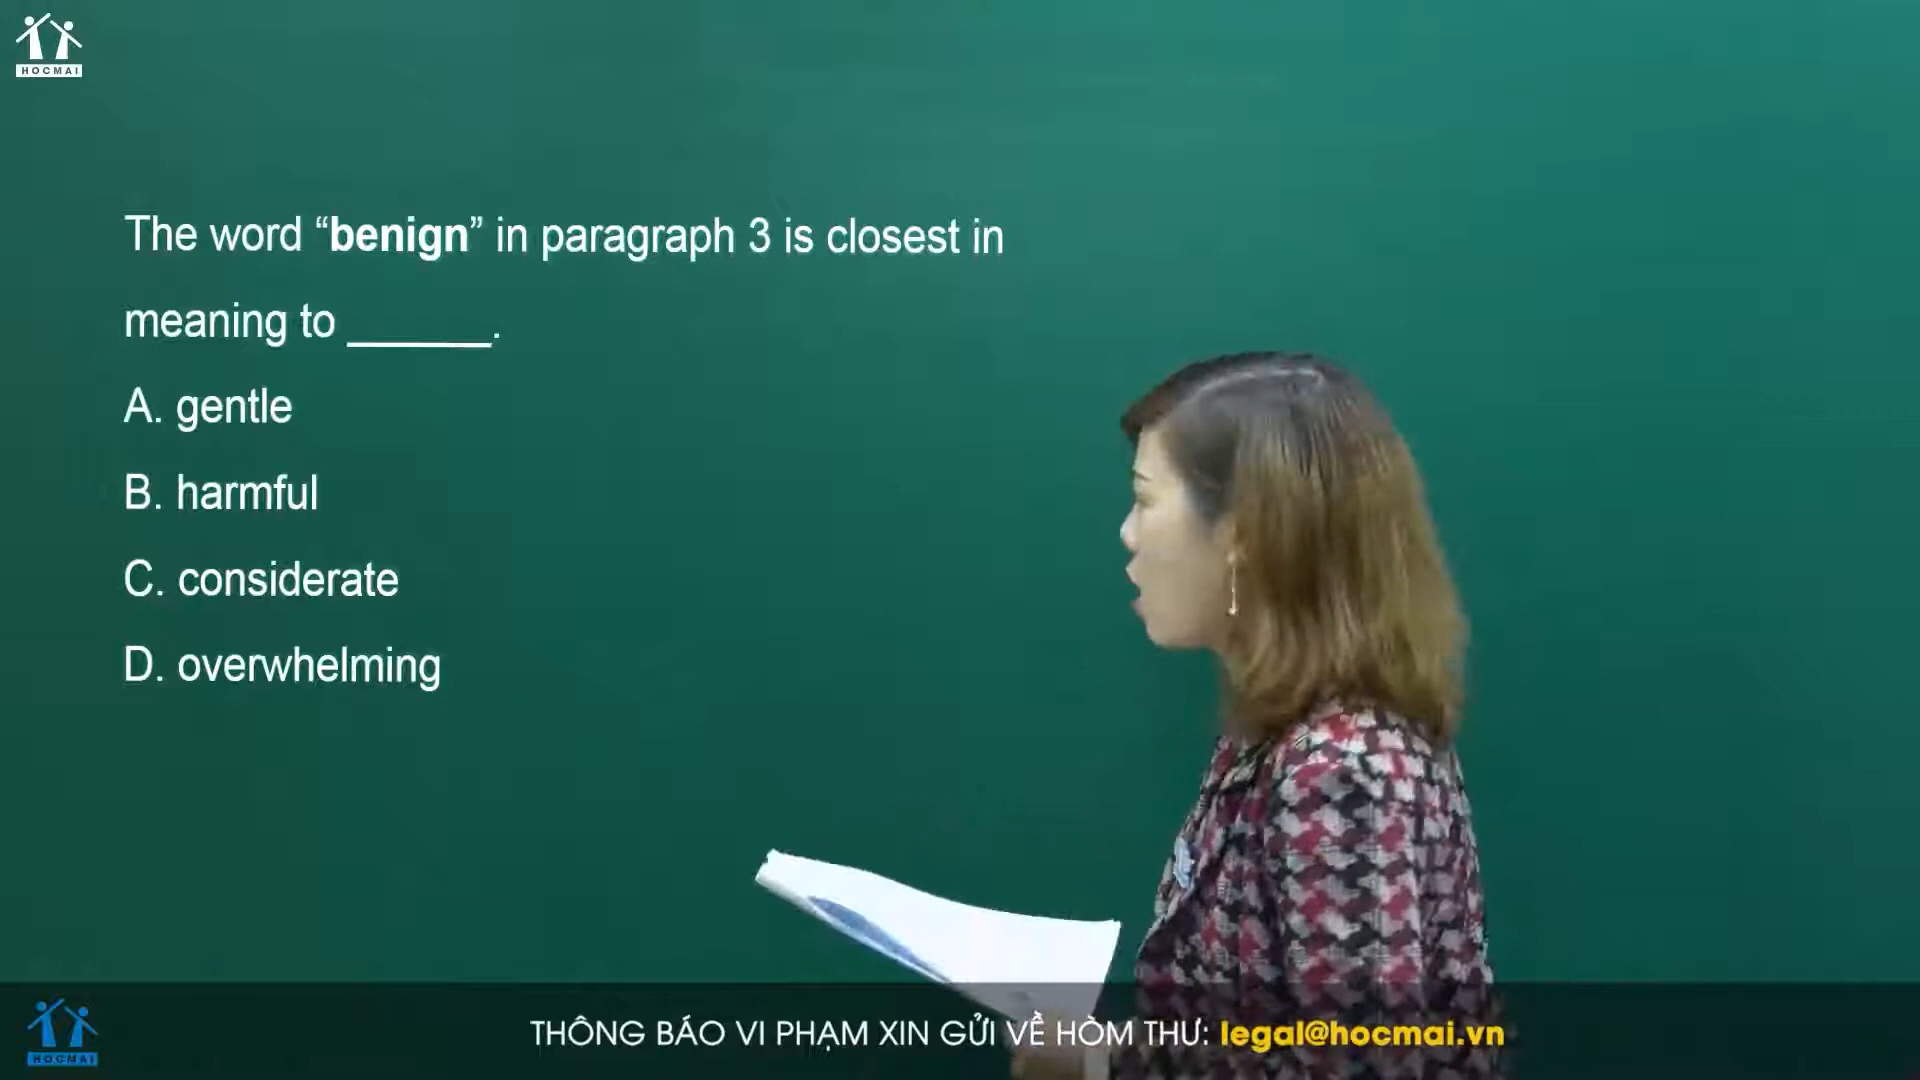 HOCMAI
The word “benign” in paragraph 3 is closest in
meaning to ______.
A. gentle
B. harmful
C. considerate
D. overwhelming
HOCMAI
THÔNG BÁO VI PHẠM XIN GỬI VỀ HÒM THƯ: legal@hocmai.vn